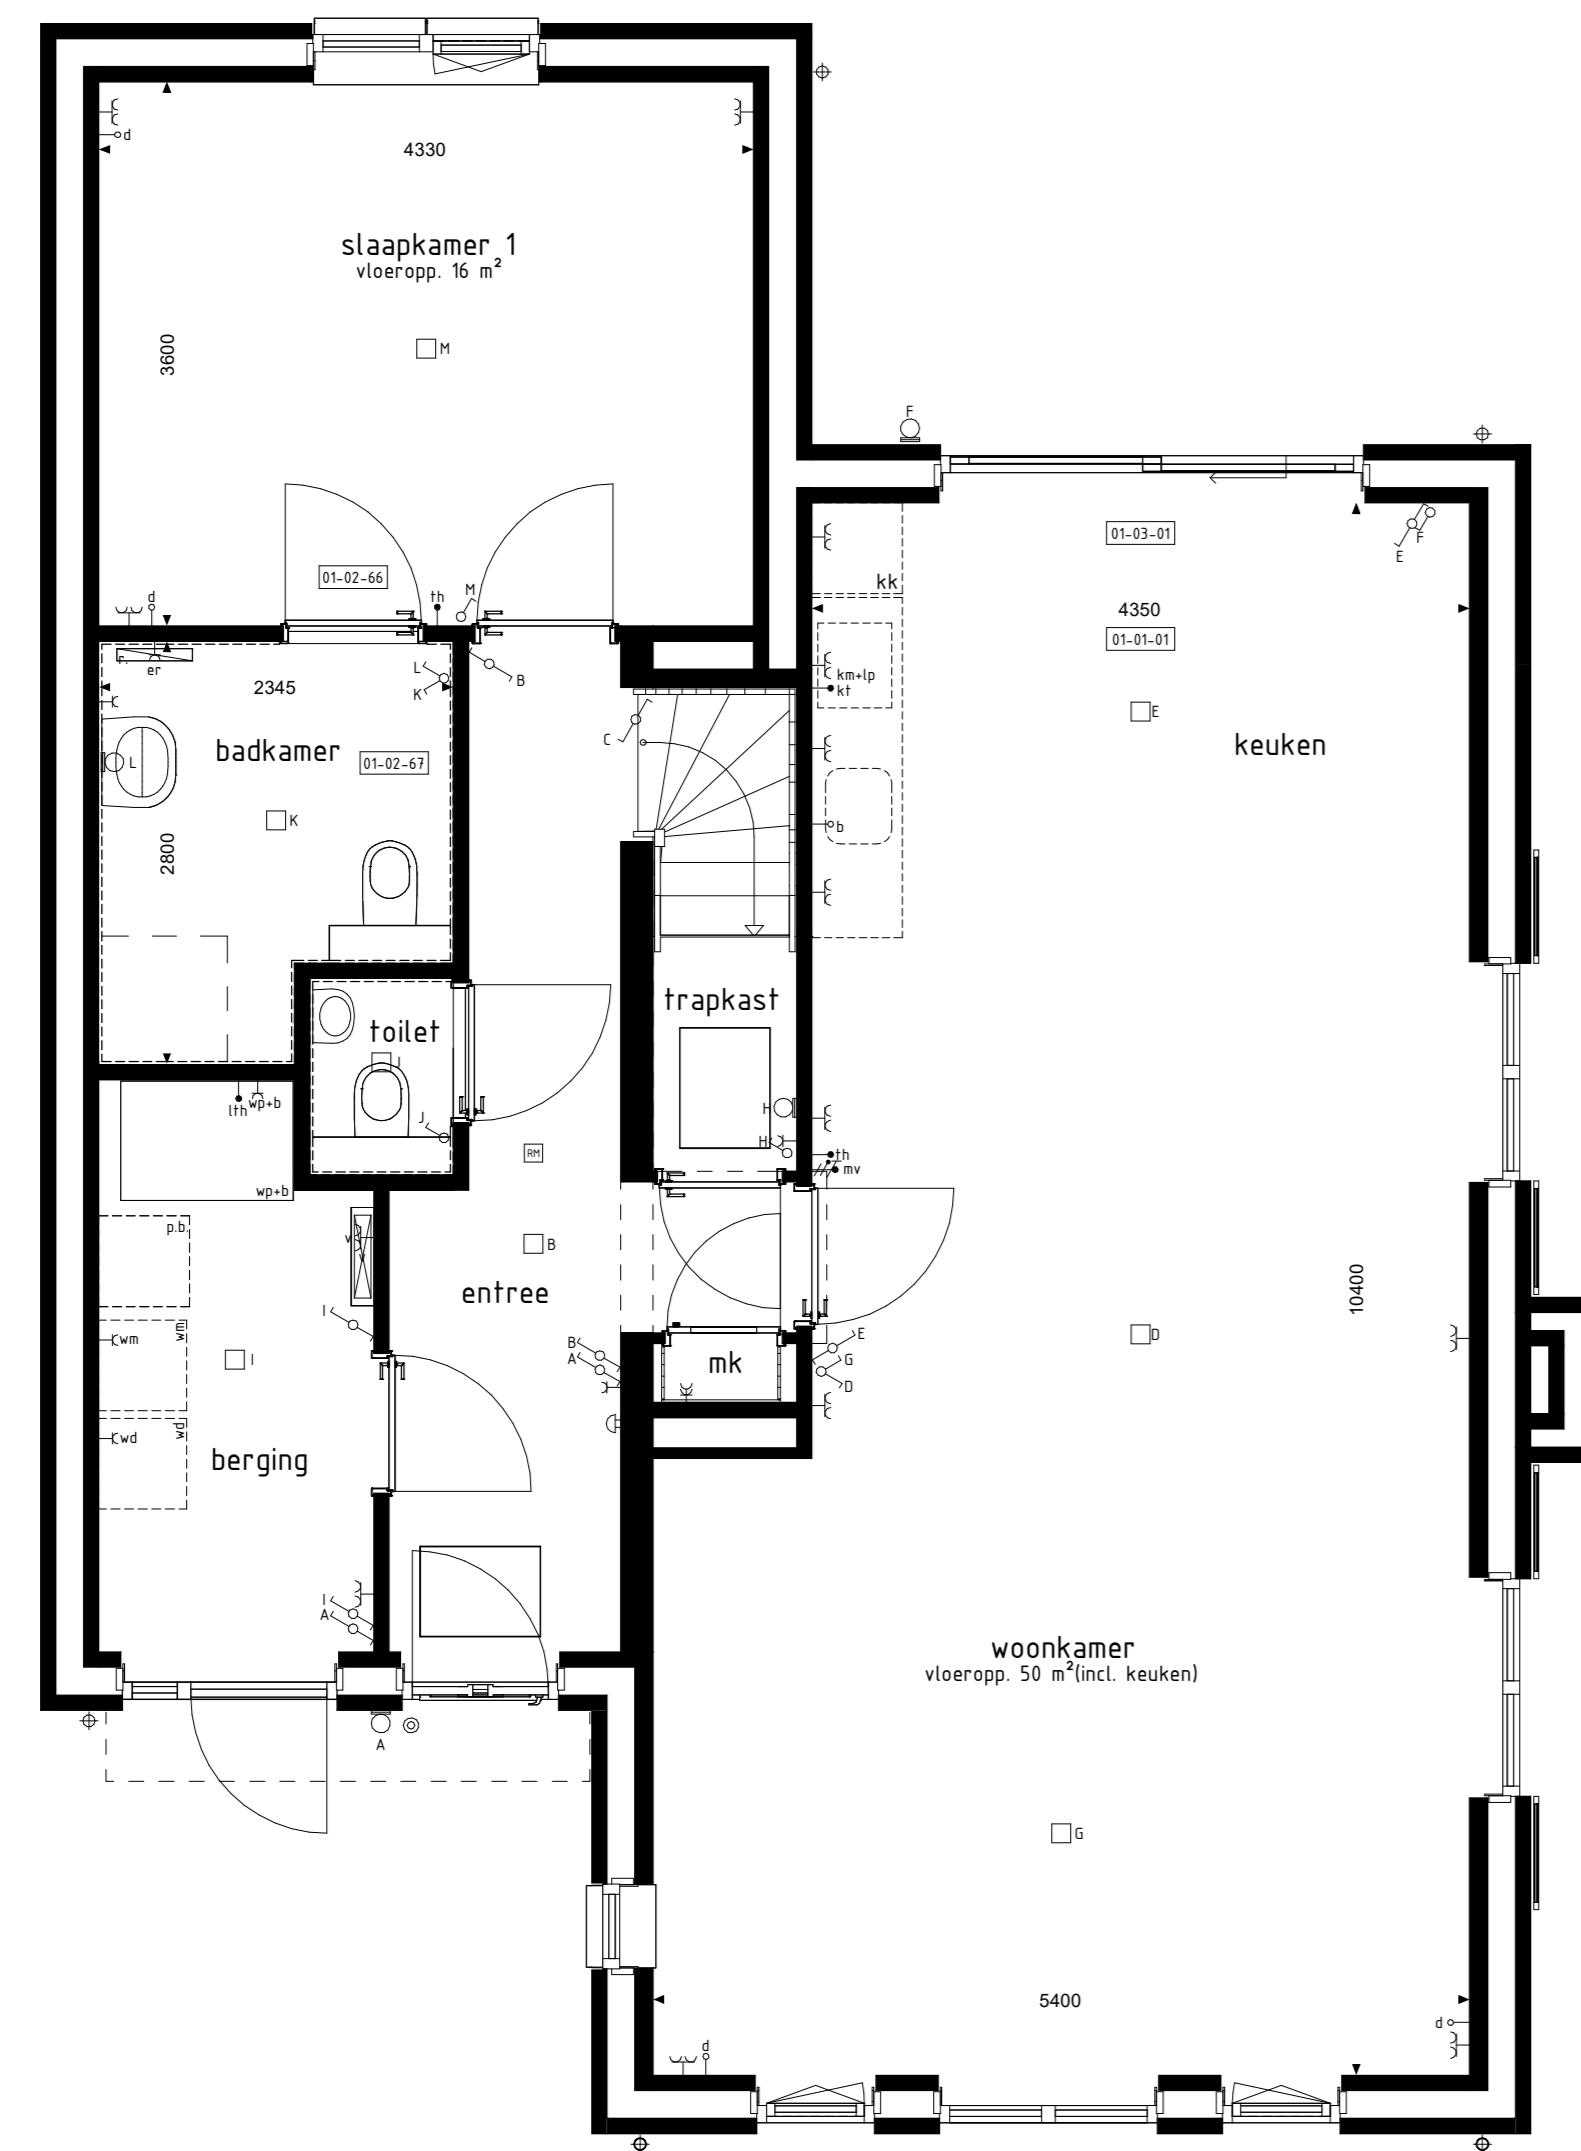 d
4330
slaapkamer 1
vloeropp. 16 m²
3600
M
F
01-03-01
F
E
01-02-66
d
th
M
kk
4350
01-01-01
er
L
K
B
2345
km+lp
kt
E
C
badkamer
01-02-67
L
keuken
K
b
2800
trapkast
toilet
J
lth
wp+b
H
J
H
RM
th
mv
wp+b
p.b.
v
B
entree
10400
I
wm
wm
I
B
A
mk
E
G
D
D
wd
wd
berging
I
A
woonkamer
vloeropp. 50 m²(incl. keuken)
A
G
5400
d
d